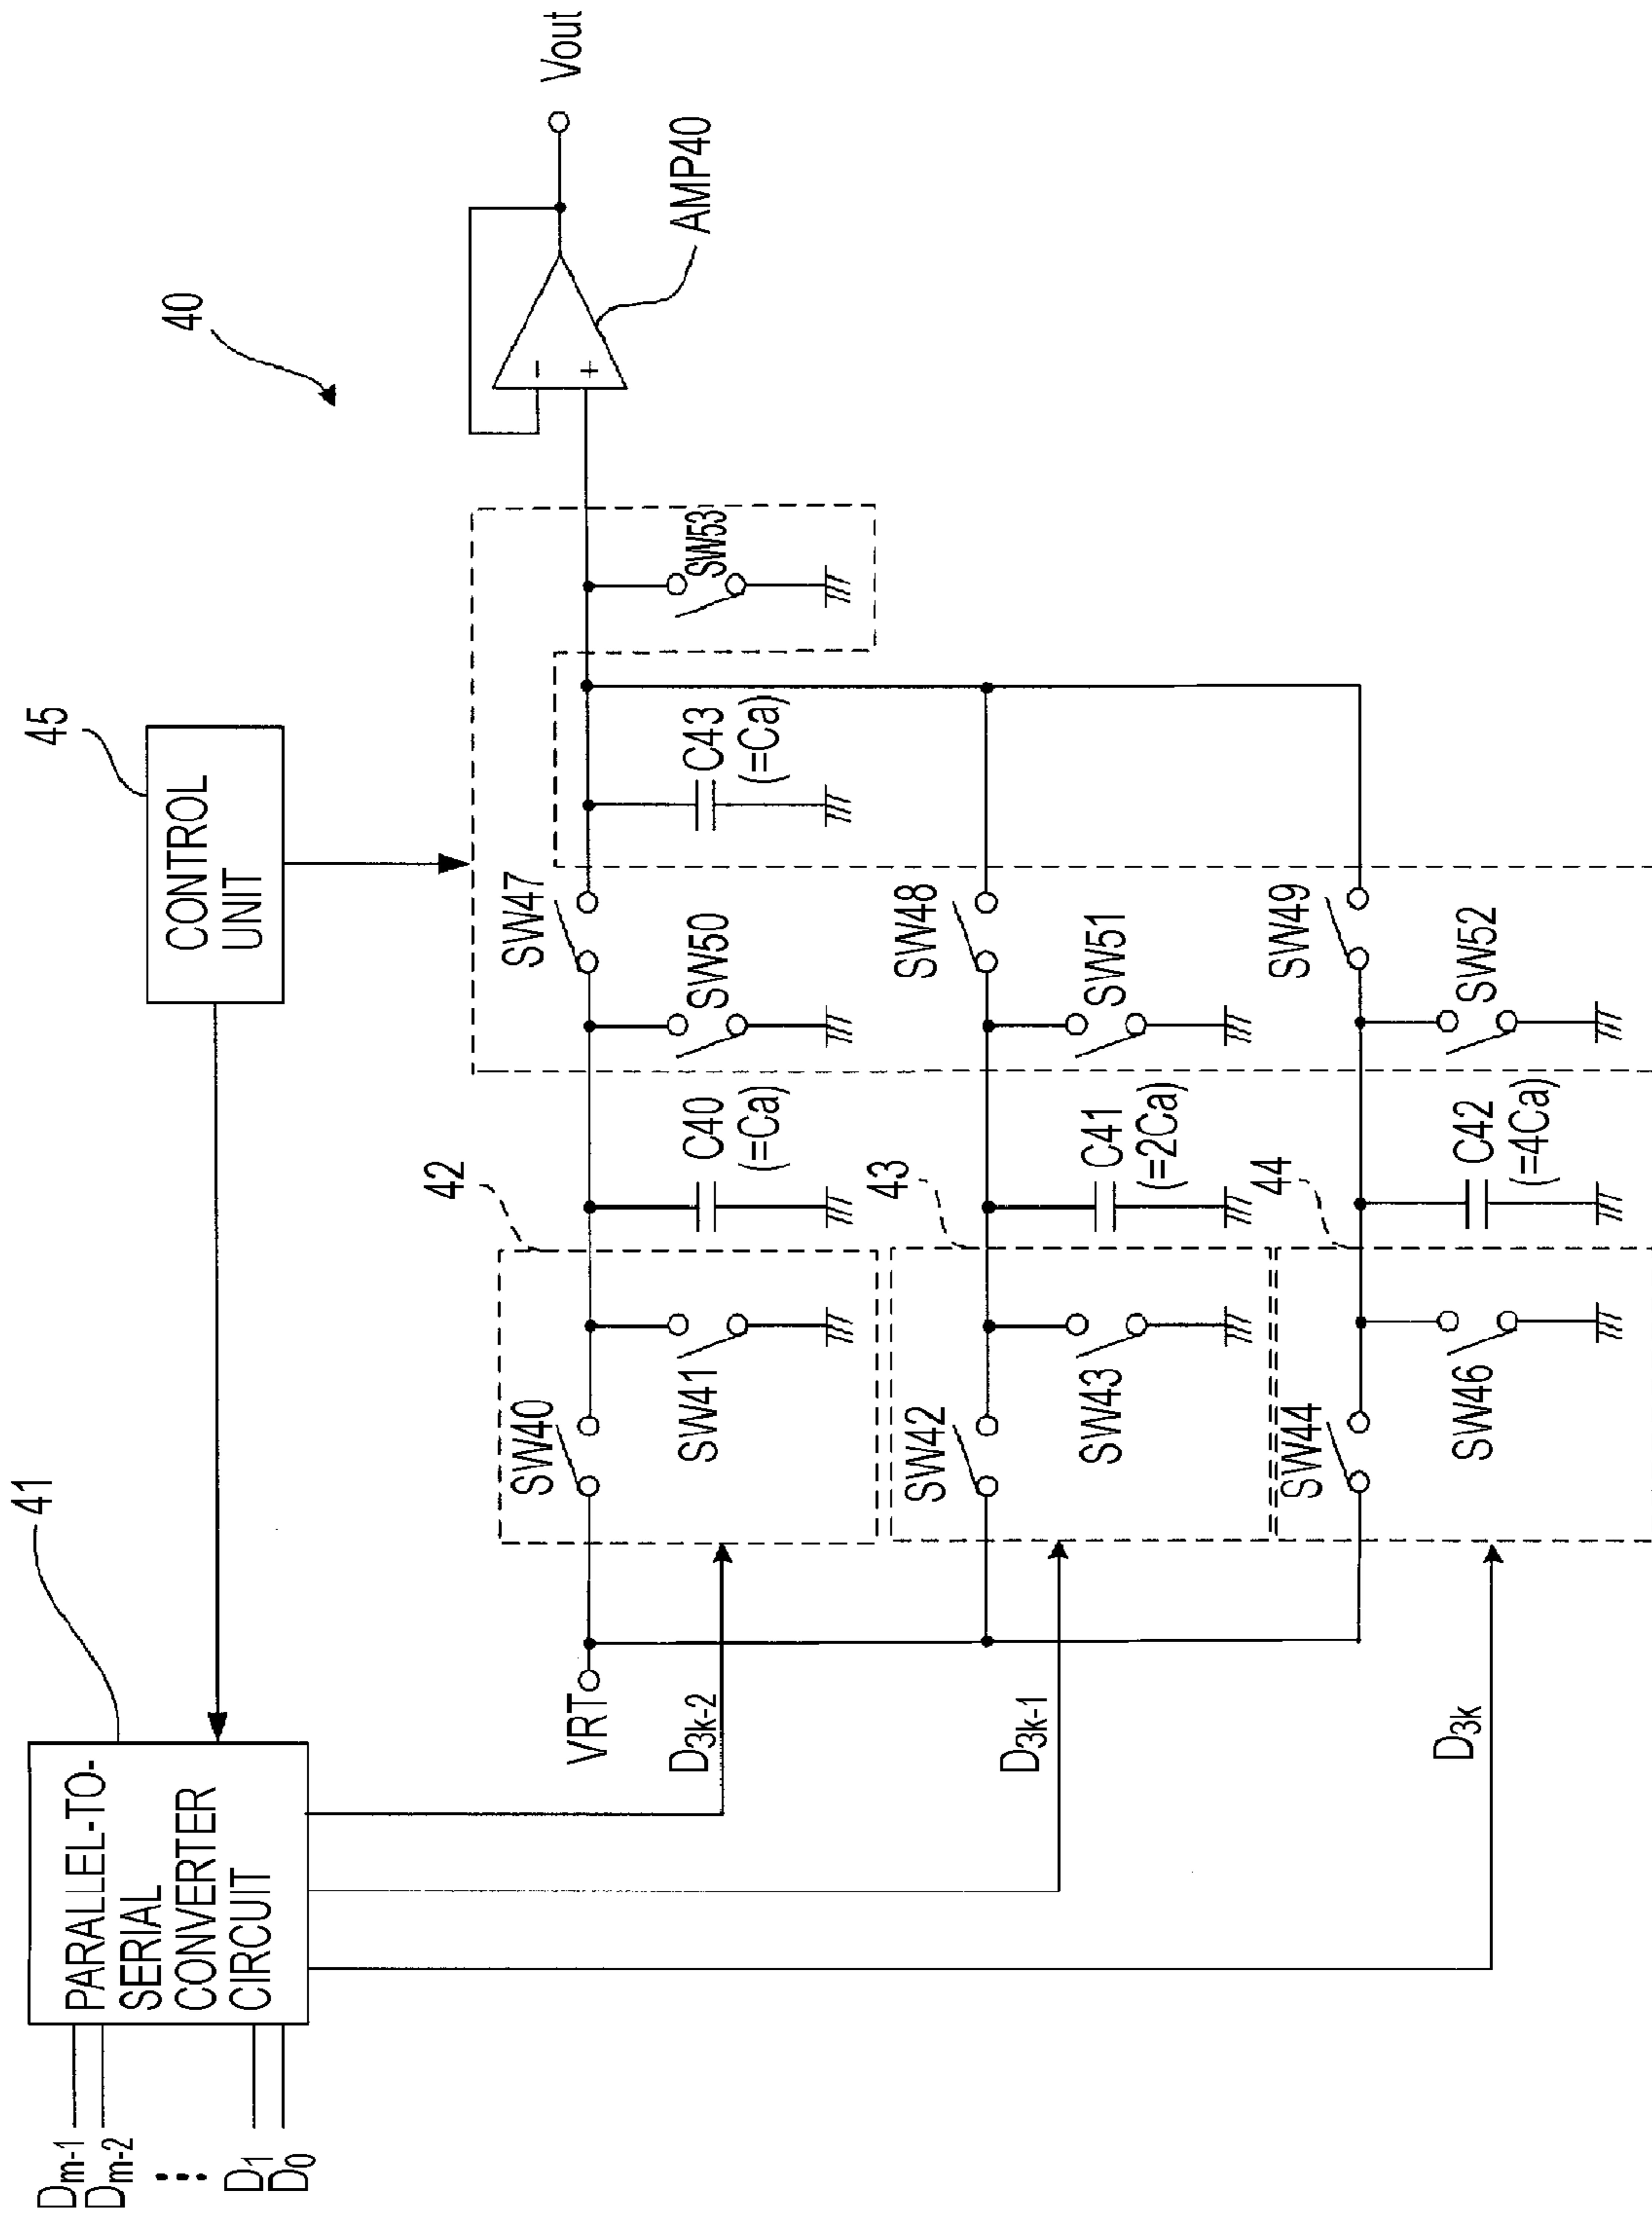 40
41
PARALLEL-TO-
SERIAL
CONVERTER
CIRCUIT
Dm-1
Dm-2
⋮
D1
D0
45
CONTROL
UNIT
VRT
D3k-2
D3k-1
D3k
42
SW40
SW41
C40
(=Ca)
SW50
SW47
C43
(=Ca)
SW53
AMP40
-
+
Vout
43
SW42
SW43
C41
(=2Ca)
SW51
SW48
44
SW44
SW46
C42
(=4Ca)
SW52
SW49